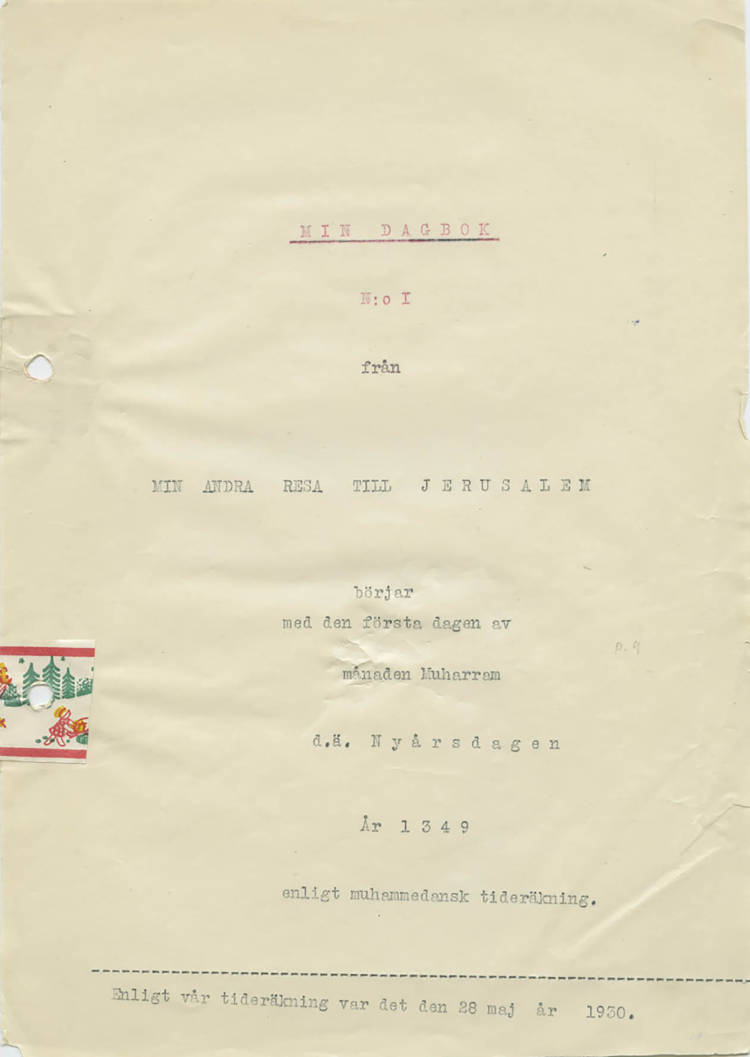 MIN DAGBOK
N:o I
från
MIN ANDRA RESA TILL JERUSALEM
börjar
med den första dagen av
månaden Muharram
d.ä. Nyårsdagen
År 1349
enligt muhammedansk tideräkning.
p. 9
Enligt vår tideräkning var det den 28 maj år 1930.